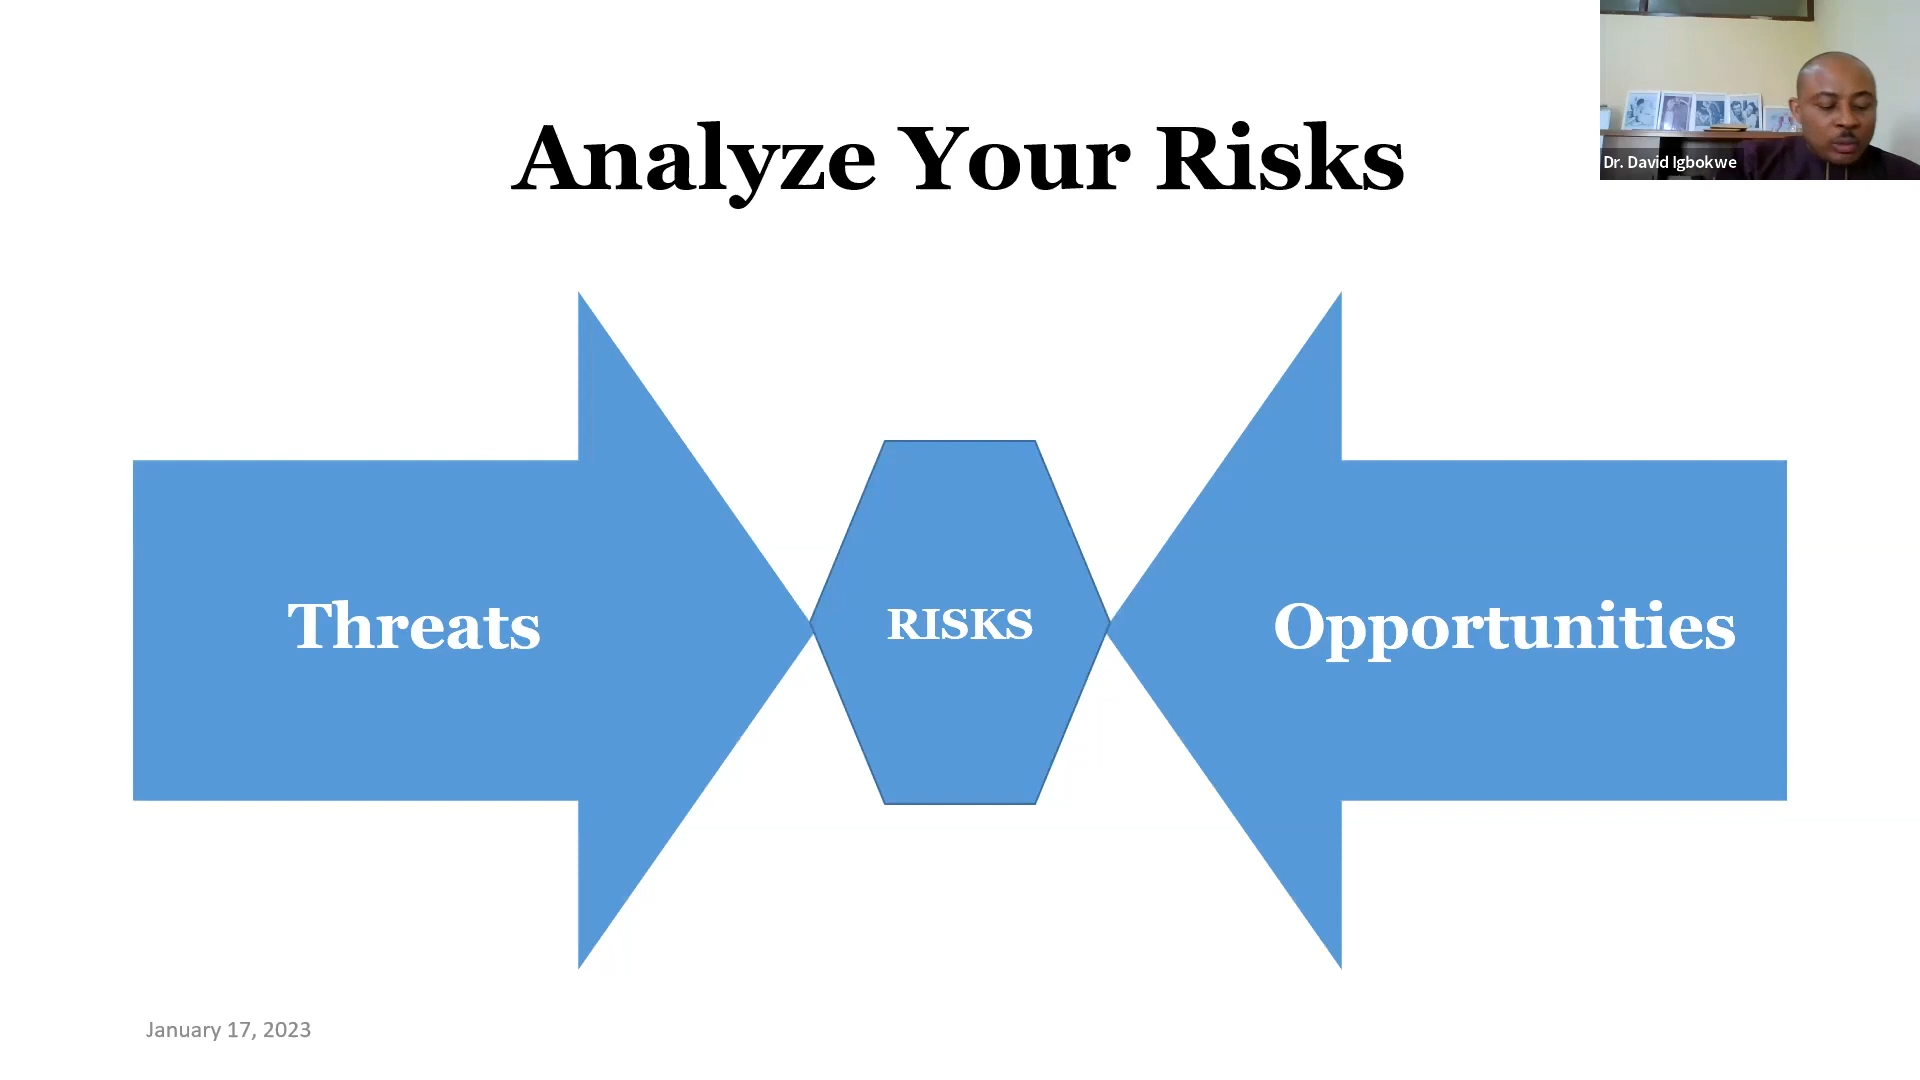 Analyze Your Risks
Dr. David Igbokwe
Threats
RISKS
Opportunities
January 17, 2023